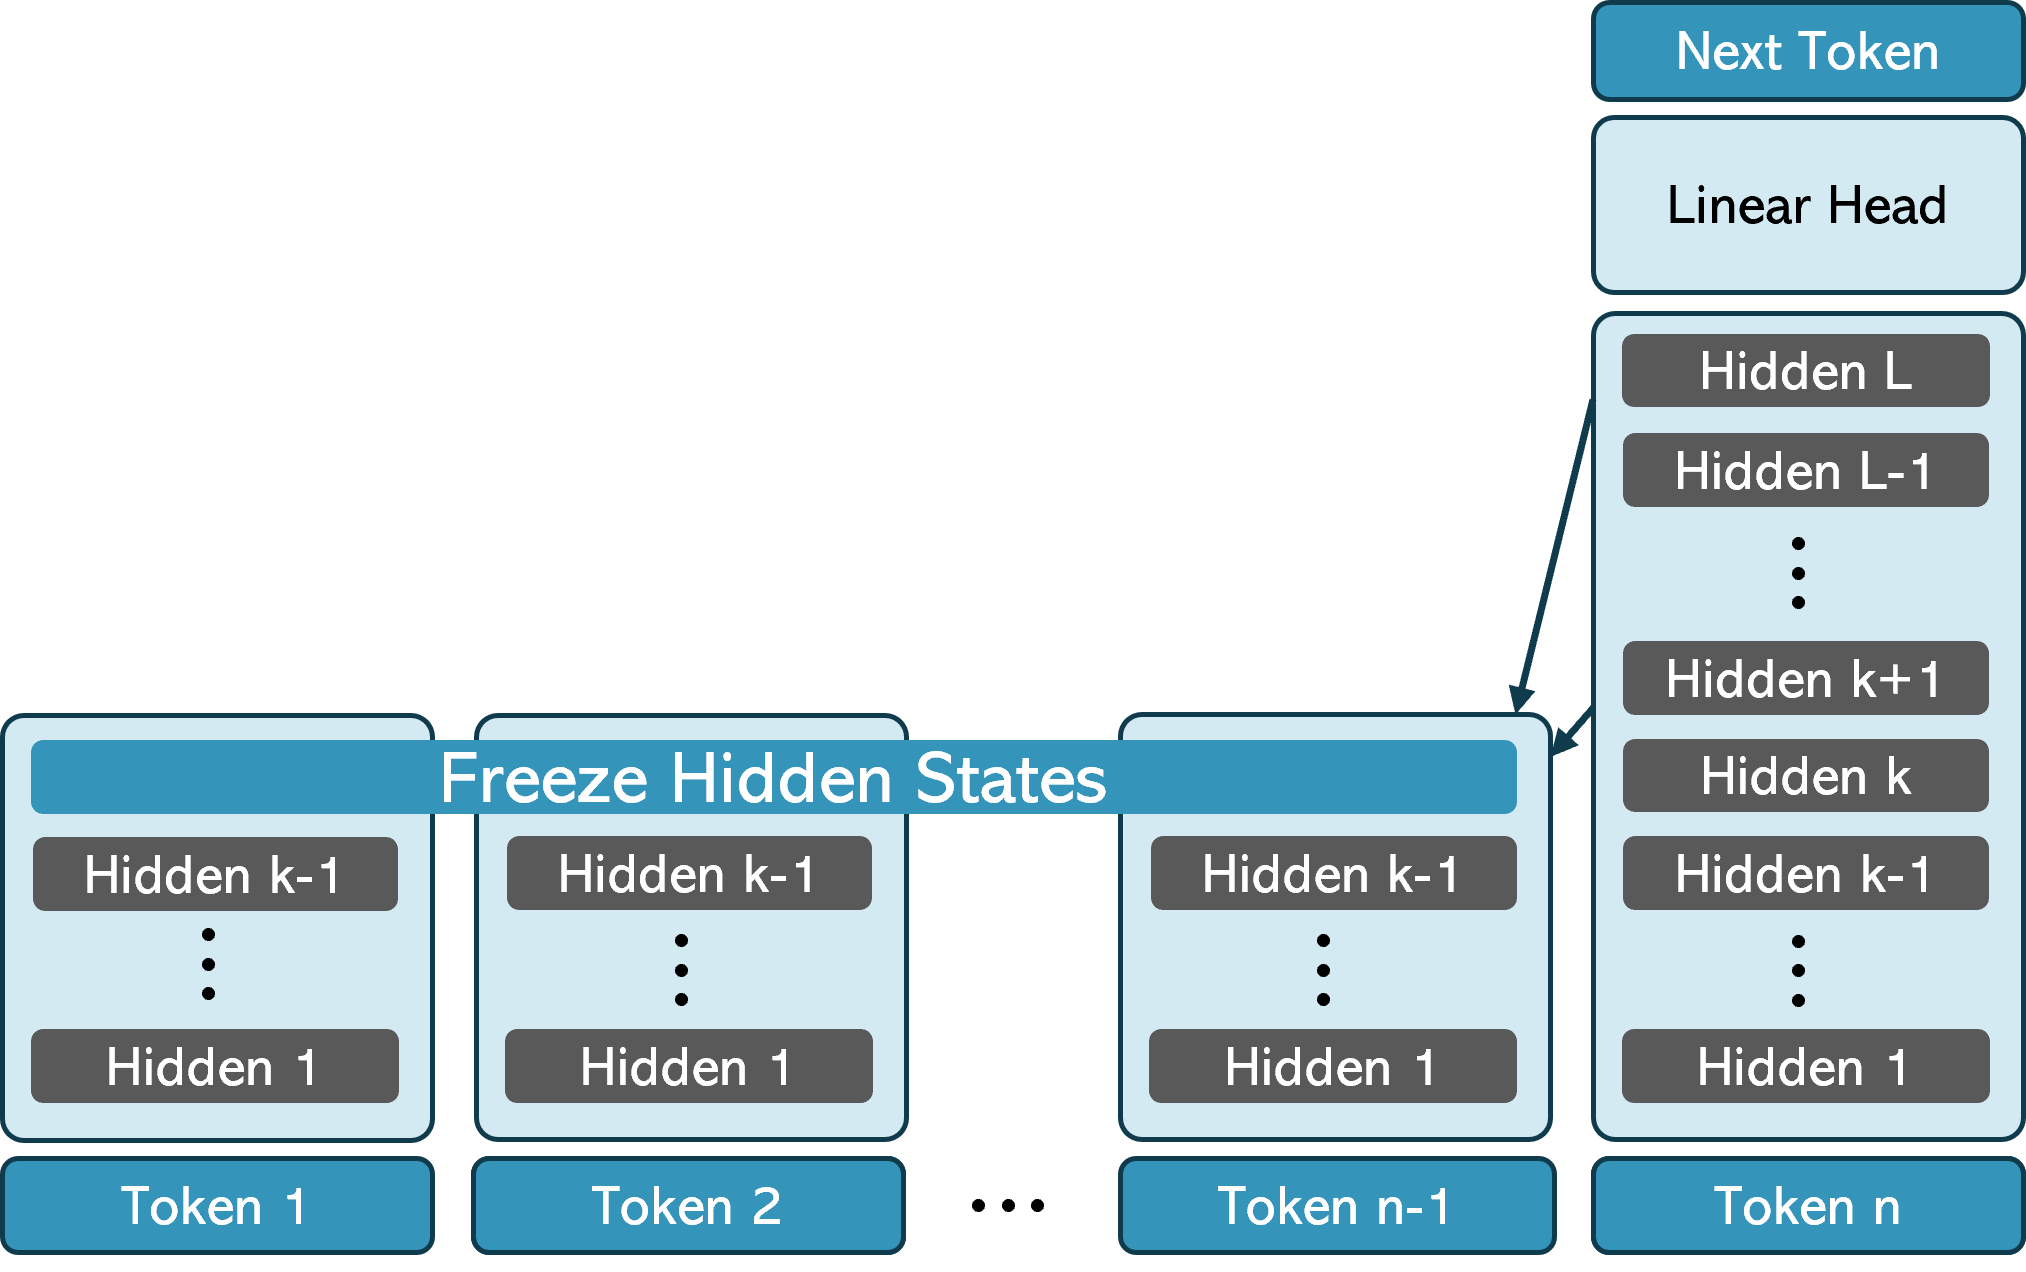 Next Token
Linear Head
Hidden L
Hidden L-1
Hidden k+1
Freeze Hidden States
Hidden k
Hidden k-1
Hidden k-1
Hidden k-1
Hidden k-1
Hidden 1
Hidden 1
Hidden 1
Hidden 1
Token 1
Token 2
Token n-1
Token n